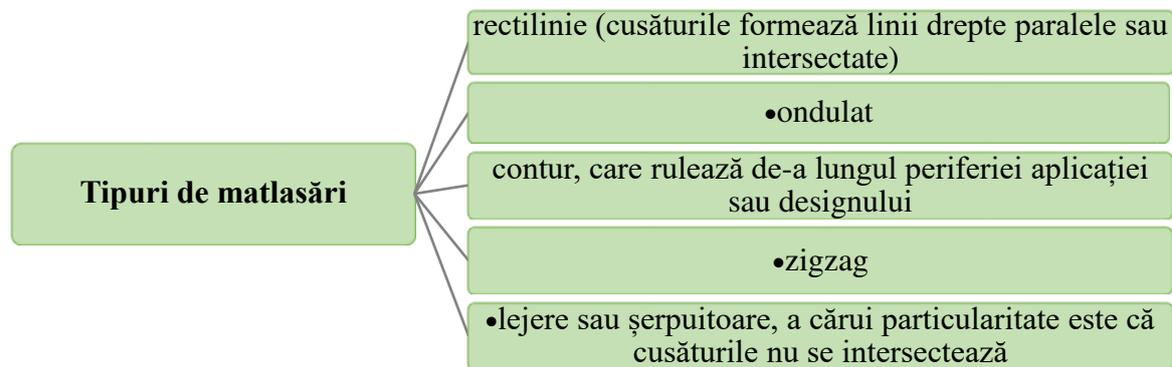 Tipuri de matlasări
rectilinie (cusăturile formează linii drepte paralele sau
intersectate)
•ondulat
contur, care rulează de-a lungul periferiei aplicației
sau designului
•zigzag
•lejere sau șerpuitoare, a cărui particularitate este că
cusăturile nu se intersectează